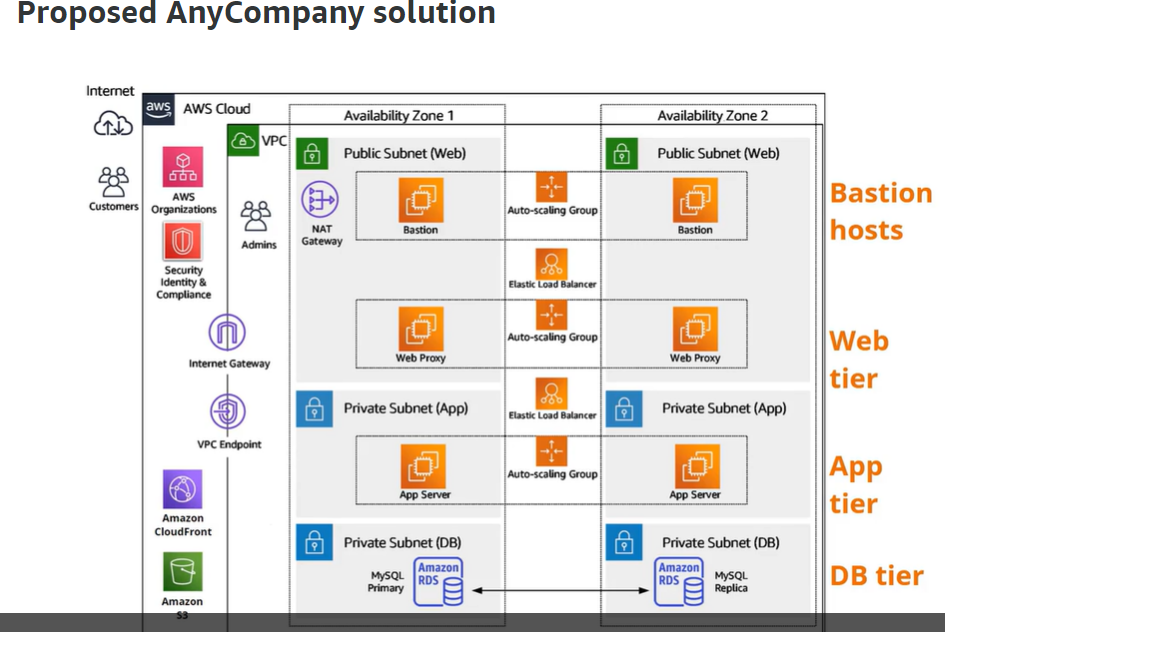 Proposed AnyCompany solution
Internet
aws
AWS Cloud
Availability Zone 1
Availability Zone 2
VPC
Public Subnet (Web)
Public Subnet (Web)
Customers
AWS
Organizations
Admins
NAT
Gateway
Bastion
Auto-scaling Group
Bastion
Bastion
hosts
Security
Identity &
Compliance
Elastic Load Balancer
Internet Gateway
Web Proxy
Auto-scaling Group
Web Proxy
Web
tier
VPC Endpoint
Private Subnet (App)
Elastic Load Balancer
Private Subnet (App)
App Server
Auto-scaling Group
App Server
App
tier
Amazon
CloudFront
Private Subnet (DB)
Private Subnet (DB)
MySQL
Primary
Amazon
RDS
Amazon
RDS
MySQL
Replica
DB tier
Amazon
S3